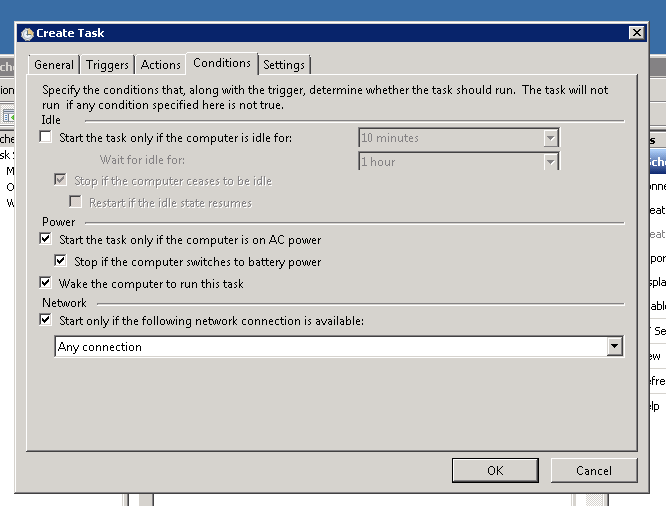 Create Task
General Triggers Actions Conditions Settings
Specify the conditions that, along with the trigger, determine whether the task should run. The task will not
run if any condition specified here is not true.
Idle
Start the task only if the computer is idle for: 10 minutes
Wait for idle for: 1 hour
Stop if the computer ceases to be idle
Restart if the idle state resumes
Power
Start the task only if the computer is on AC power
Stop if the computer switches to battery power
Wake the computer to run this task
Network
Start only if the following network connection is available:
Any connection
OK Cancel